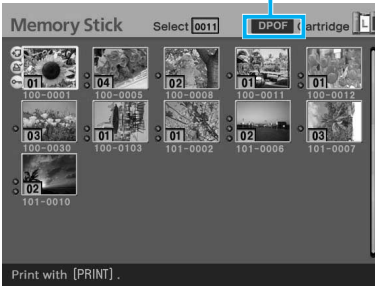 Memory Stick Select 0011 DPOF Cartridge L
01 04 02 01 01
100-0001 100-0005 100-0008 100-0011 100-0012
03 01 01 02 03
100-0030 100-0103 101-0002 101-0006 101-0007
02
101-0010
Print with [PRINT] .